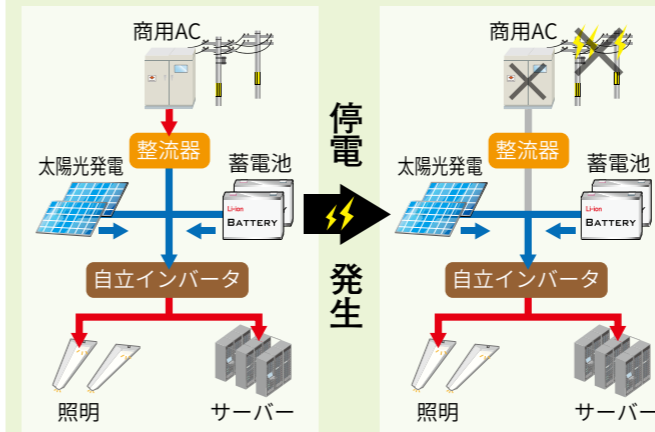 商用AC
整流器
太陽光発電
蓄電池
Li-ion
BATTERY
自立インバータ
照明
サーバー
停電
発生
商用AC
整流器
太陽光発電
蓄電池
Li-ion
BATTERY
自立インバータ
照明
サーバー